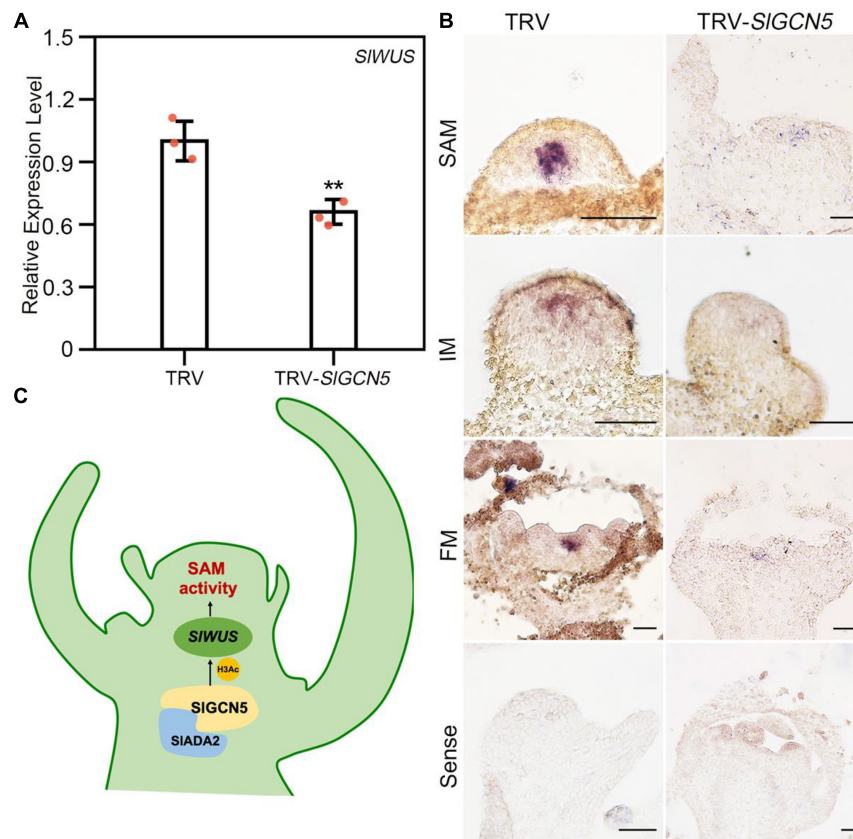 A
1.5
SlWUS
1.2
0.9
**
0.6
0.3
0
Relative Expression Level
TRV
TRV-SlGCN5
B
TRV
TRV-SlGCN5
SAM
IM
FM
Sense
C
SAM
activity
SlWUS
H3Ac
SlGCN5
SlADA2